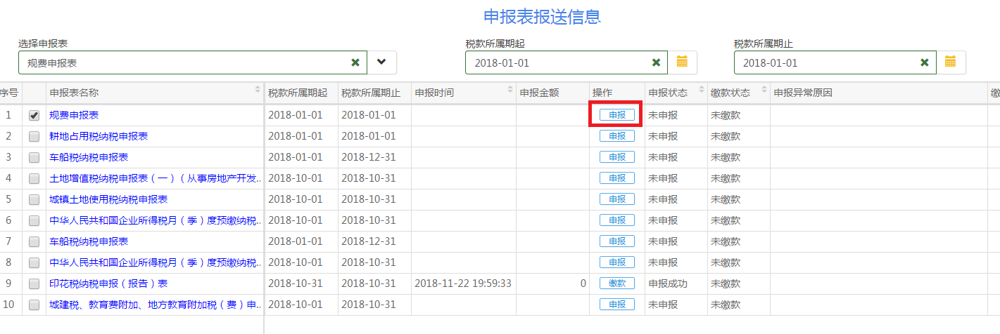 申报表报送信息
选择申报表 税款所属期起 税款所属期止
规费申报表 2018-01-01 2018-01-01
序号 申报表名称 税款所属期起 税款所属期止 申报时间 申报金额 操作 申报状态 缴款状态 申报异常原因 缴
1 规费申报表 2018-01-01 2018-01-01 申报 未申报 未缴款
2 耕地占用税纳税申报表 2018-01-01 2018-01-01 申报 未申报 未缴款
3 车船税纳税申报表 2018-01-01 2018-12-31 申报 未申报 未缴款
4 土地增值税纳税申报表（一）（从事房地产开发... 2018-10-01 2018-10-31 申报 未申报 未缴款
5 城镇土地使用税纳税申报表 2018-10-01 2018-10-31 申报 未申报 未缴款
6 中华人民共和国企业所得税月（季）度预缴纳税... 2018-10-01 2018-10-31 申报 未申报 未缴款
7 车船税纳税申报表 2018-01-01 2018-12-31 申报 未申报 未缴款
8 中华人民共和国企业所得税月（季）度预缴纳税... 2018-10-01 2018-10-31 申报 未申报 未缴款
9 印花税纳税申报（报告）表 2018-10-31 2018-10-31 2018-11-22 19:59:33 0 缴款 申报成功 未缴款
10 城建税、教育费附加、地方教育附加税（费）申... 2018-10-01 2018-10-31 申报 未申报 未缴款